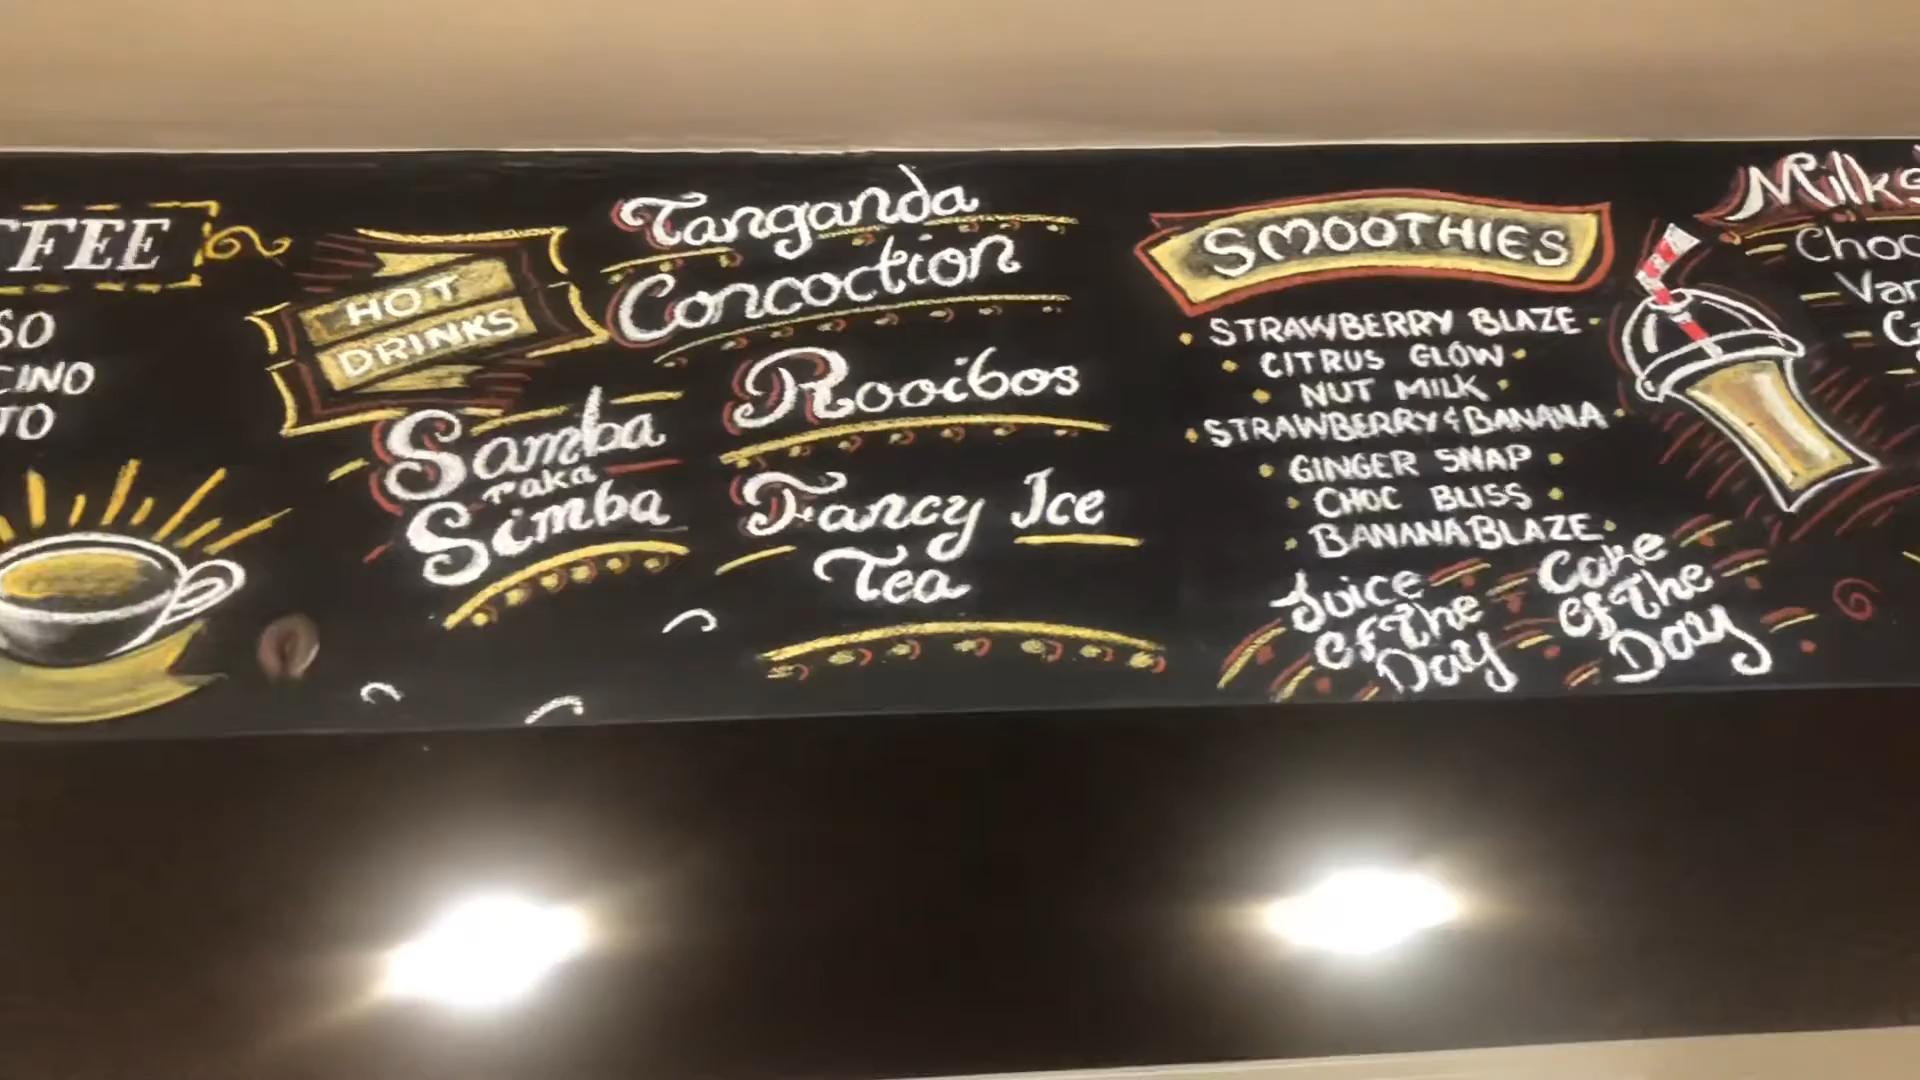 FFEE
SO
CINO
TO
HOT
DRINKS
Tanganda
Concoction
Samba
raka
Simba
Rooibos
Fancy Ice
Tea
SMOOTHIES
STRAWBERRY BLAZE
CITRUS GLOW
NUT MILK
STRAWBERRY & BANANA
GINGER SNAP
CHOC BLISS
BANANA BLAZE
Juice
of The
Day
Cake
of The
Day
Milks
Choc
Van